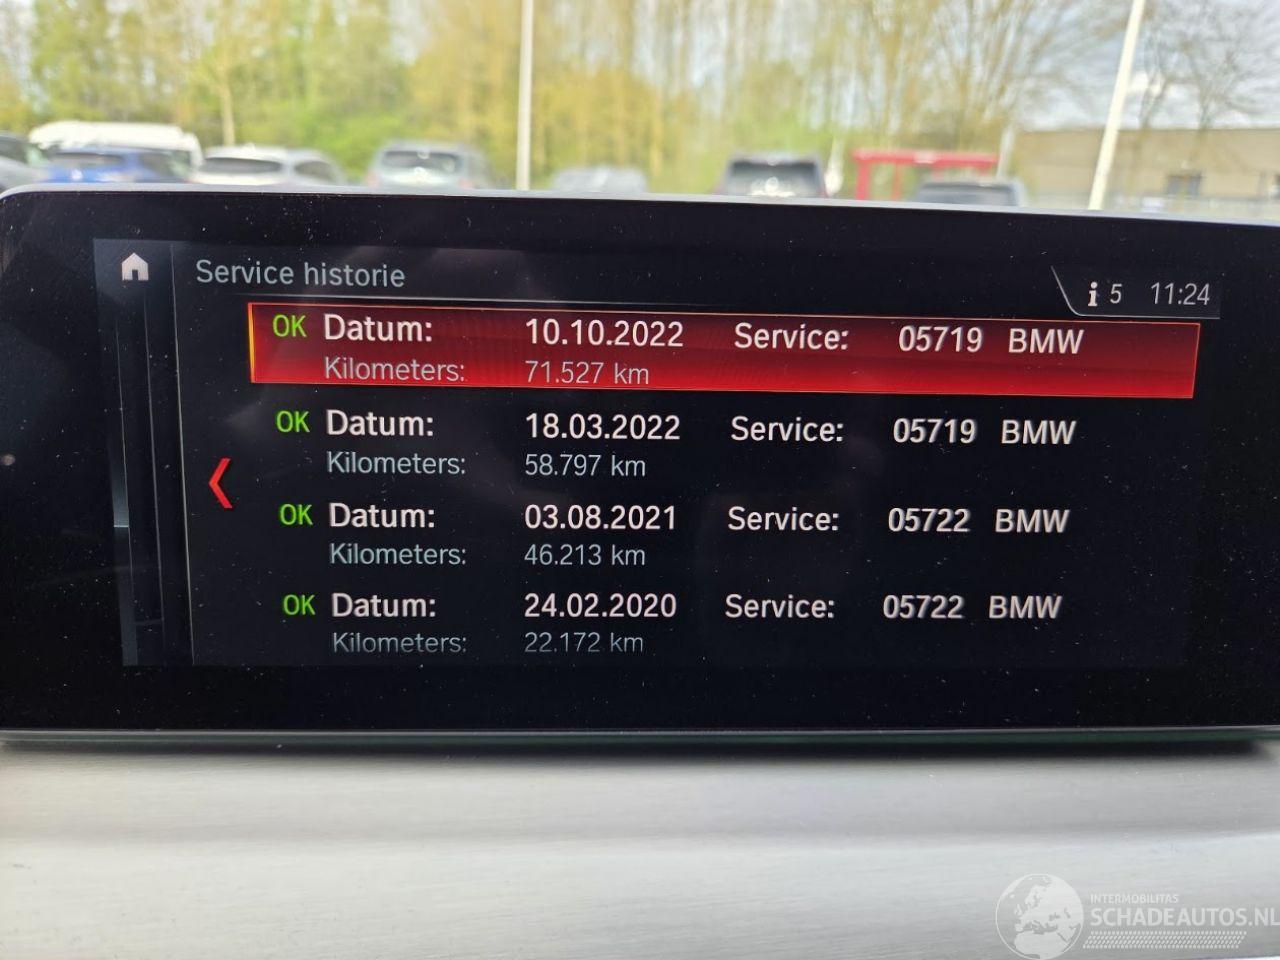 Service historie
i 5 11:24
OK Datum: 10.10.2022 Service: 05719 BMW
Kilometers: 71.527 km
OK Datum: 18.03.2022 Service: 05719 BMW
Kilometers: 58.797 km
OK Datum: 03.08.2021 Service: 05722 BMW
Kilometers: 46.213 km
OK Datum: 24.02.2020 Service: 05722 BMW
Kilometers: 22.172 km
INTERMOBILITAS
SCHADEAUTOS.NL